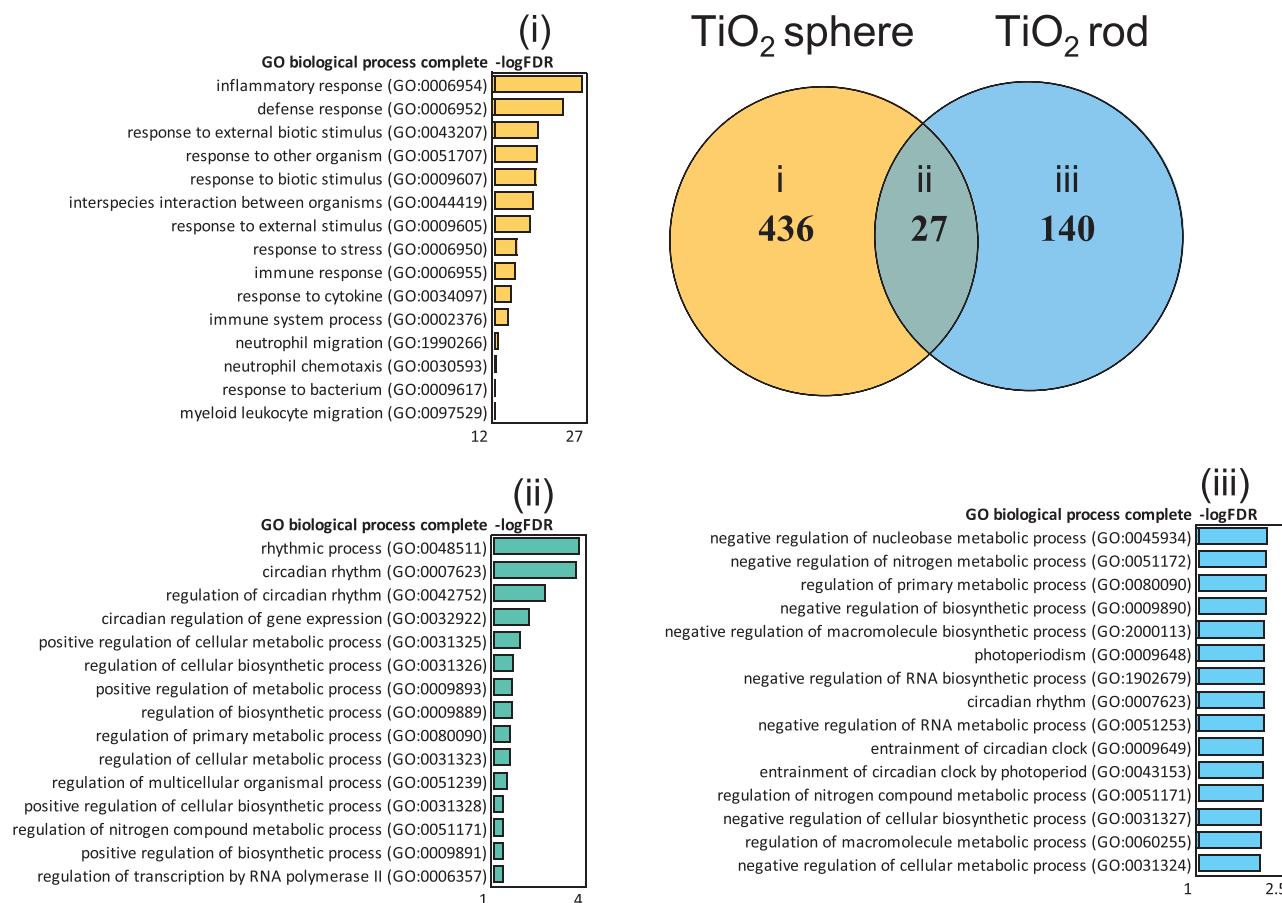 (i)
GO biological process complete -logFDR
inflammatory response (GO:0006954)
defense response (GO:0006952)
response to external biotic stimulus (GO:0043207)
response to other organism (GO:0051707)
response to biotic stimulus (GO:0009607)
interspecies interaction between organisms (GO:0044419)
response to external stimulus (GO:0009605)
response to stress (GO:0006950)
immune response (GO:0006955)
response to cytokine (GO:0034097)
immune system process (GO:0002376)
neutrophil migration (GO:1990266)
neutrophil chemotaxis (GO:0030593)
response to bacterium (GO:0009617)
myeloid leukocyte migration (GO:0097529)
12 27
TiO2 sphere TiO2 rod
i ii iii
436 27 140
(ii)
GO biological process complete -logFDR
rhythmic process (GO:0048511)
circadian rhythm (GO:0007623)
regulation of circadian rhythm (GO:0042752)
circadian regulation of gene expression (GO:0032922)
positive regulation of cellular metabolic process (GO:0031325)
regulation of cellular biosynthetic process (GO:0031326)
positive regulation of metabolic process (GO:0009893)
regulation of biosynthetic process (GO:0009889)
regulation of primary metabolic process (GO:0080090)
regulation of cellular metabolic process (GO:0031323)
regulation of multicellular organismal process (GO:0051239)
positive regulation of cellular biosynthetic process (GO:0031328)
regulation of nitrogen compound metabolic process (GO:0051171)
positive regulation of biosynthetic process (GO:0009891)
regulation of transcription by RNA polymerase II (GO:0006357)
1 4
(iii)
GO biological process complete -logFDR
negative regulation of nucleobase metabolic process (GO:0045934)
negative regulation of nitrogen metabolic process (GO:0051172)
regulation of primary metabolic process (GO:0080090)
negative regulation of biosynthetic process (GO:0009890)
negative regulation of macromolecule biosynthetic process (GO:2000113)
photoperiodism (GO:0009648)
negative regulation of RNA biosynthetic process (GO:1902679)
circadian rhythm (GO:0007623)
negative regulation of RNA metabolic process (GO:0051253)
entrainment of circadian clock (GO:0009649)
entrainment of circadian clock by photoperiod (GO:0043153)
regulation of nitrogen compound metabolic process (GO:0051171)
negative regulation of cellular biosynthetic process (GO:0031327)
regulation of macromolecule metabolic process (GO:0060255)
negative regulation of cellular metabolic process (GO:0031324)
1 2.5